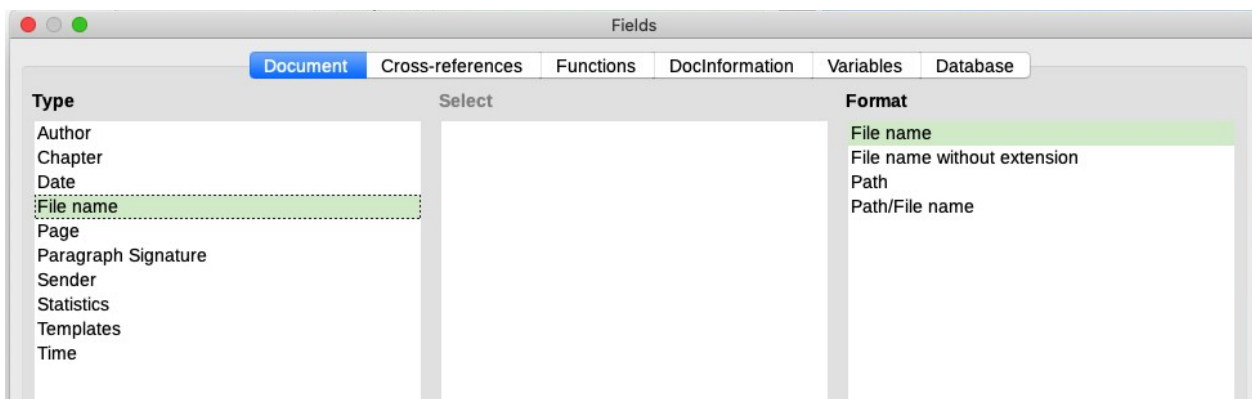 Fields
Document Cross-references Functions DocInformation Variables Database
Type
Author
Chapter
Date
File name
Page
Paragraph Signature
Sender
Statistics
Templates
Time
Select
Format
File name
File name without extension
Path
Path/File name